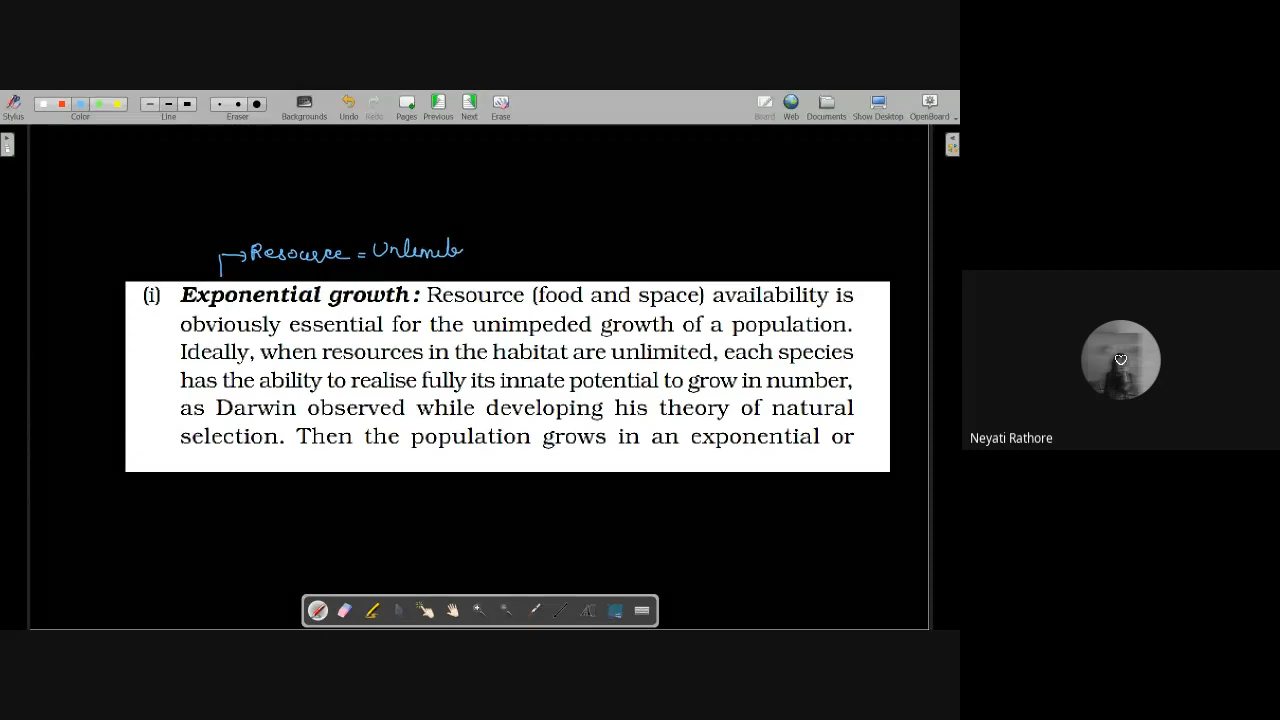 Stylus
Color
Line
Eraser
Backgrounds
Undo
Redo
Pages
Previous
Next
Erase
Board
Web
Documents
Show Desktop
OpenBoard
Resource = Unlimite
(i) Exponential growth: Resource (food and space) availability is
obviously essential for the unimpeded growth of a population.
Ideally, when resources in the habitat are unlimited, each species
has the ability to realise fully its innate potential to grow in number,
as Darwin observed while developing his theory of natural
selection. Then the population grows in an exponential or
Neyati Rathore